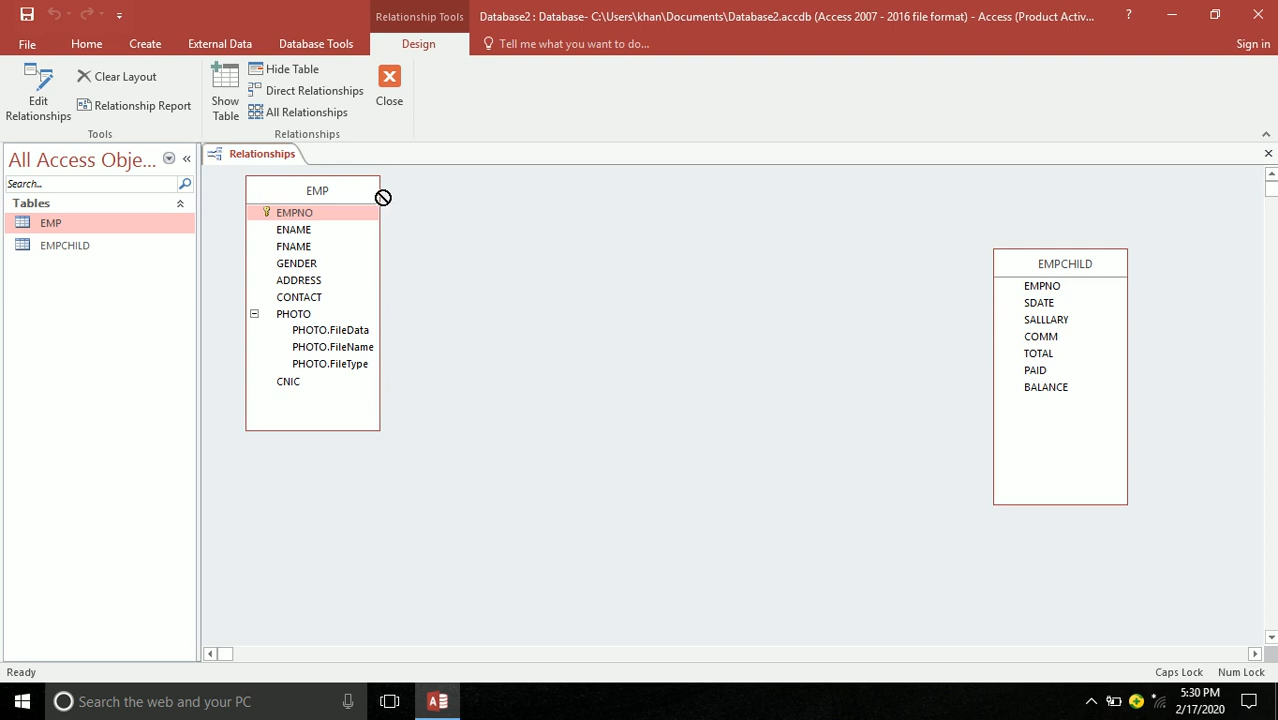 Relationship Tools
Database2 : Database- C:\Users\khan\Documents\Database2.accdb (Access 2007 - 2016 file format) - Access (Product Activ...
File
Home
Create
External Data
Database Tools
Design
Tell me what you want to do...
Sign in
Edit
Relationships
Clear Layout
Relationship Report
Tools
Show
Table
Hide Table
Direct Relationships
All Relationships
Relationships
Close
All Access Obje...
Search...
Tables
EMP
EMPCHILD
Relationships
EMP
EMPNO
ENAME
FNAME
GENDER
ADDRESS
CONTACT
PHOTO
PHOTO.FileData
PHOTO.FileName
PHOTO.FileType
CNIC
EMPCHILD
EMPNO
SDATE
SALLLARY
COMM
TOTAL
PAID
BALANCE
Ready
Caps Lock
Num Lock
Search the web and your PC
5:30 PM
2/17/2020